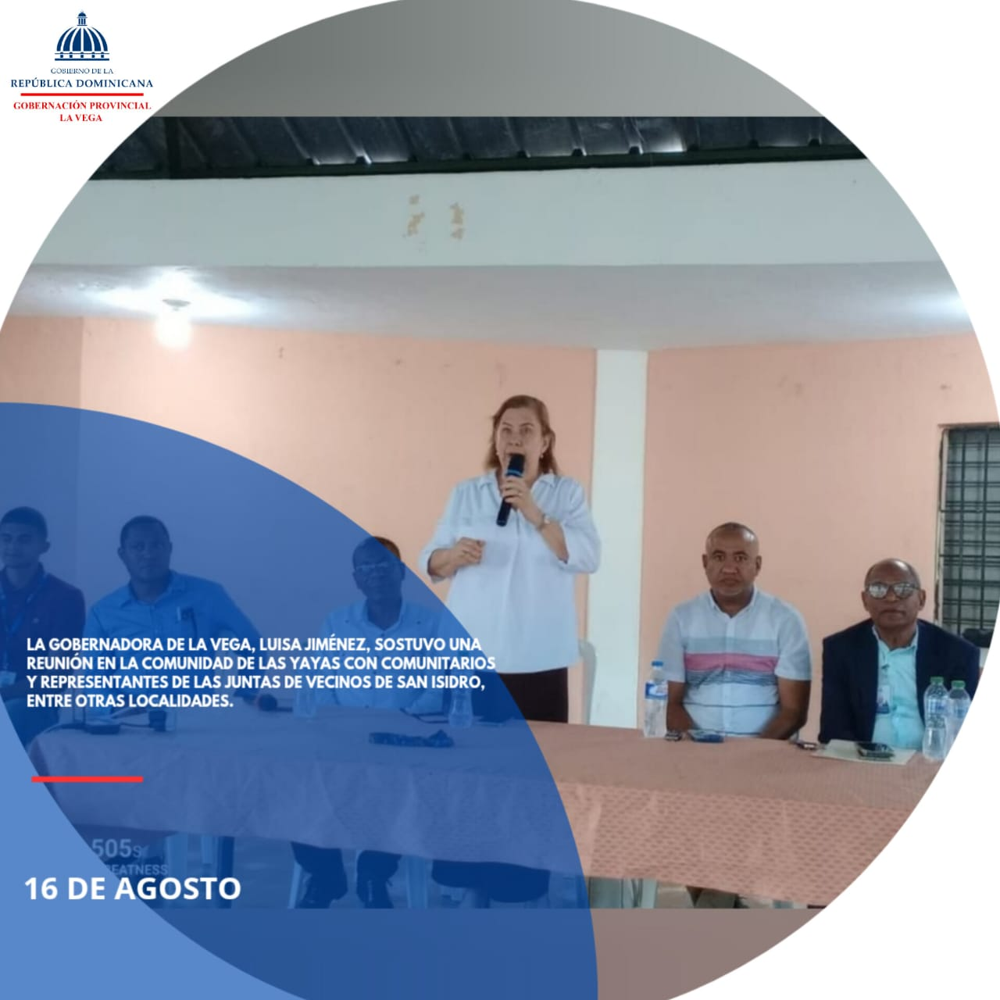 GOBIERNO DE LA
REPÚBLICA DOMINICANA
GOBERNACIÓN PROVINCIAL
LA VEGA
LA GOBERNADORA DE LA VEGA, LUISA JIMÉNEZ, SOSTUVO UNA
REUNIÓN EN LA COMUNIDAD DE LAS YAYAS CON COMUNITARIOS
Y REPRESENTANTES DE LAS JUNTAS DE VECINOS DE SAN ISIDRO,
ENTRE OTRAS LOCALIDADES.
505s
16 DE AGOSTO